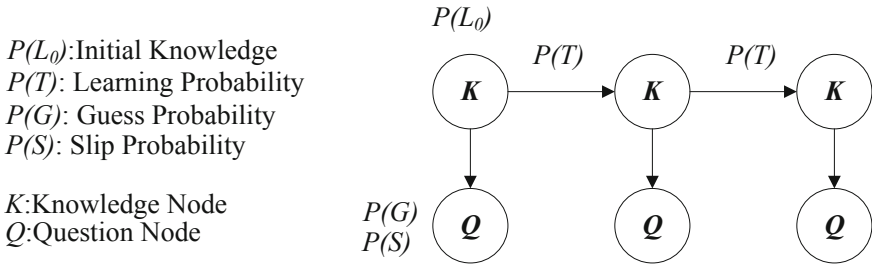 P(L0):Initial Knowledge
P(T): Learning Probability
P(G): Guess Probability
P(S): Slip Probability
K:Knowledge Node
Q:Question Node
P(L0)
P(T)
P(T)
K
K
K
P(G)
P(S)
Q
Q
Q